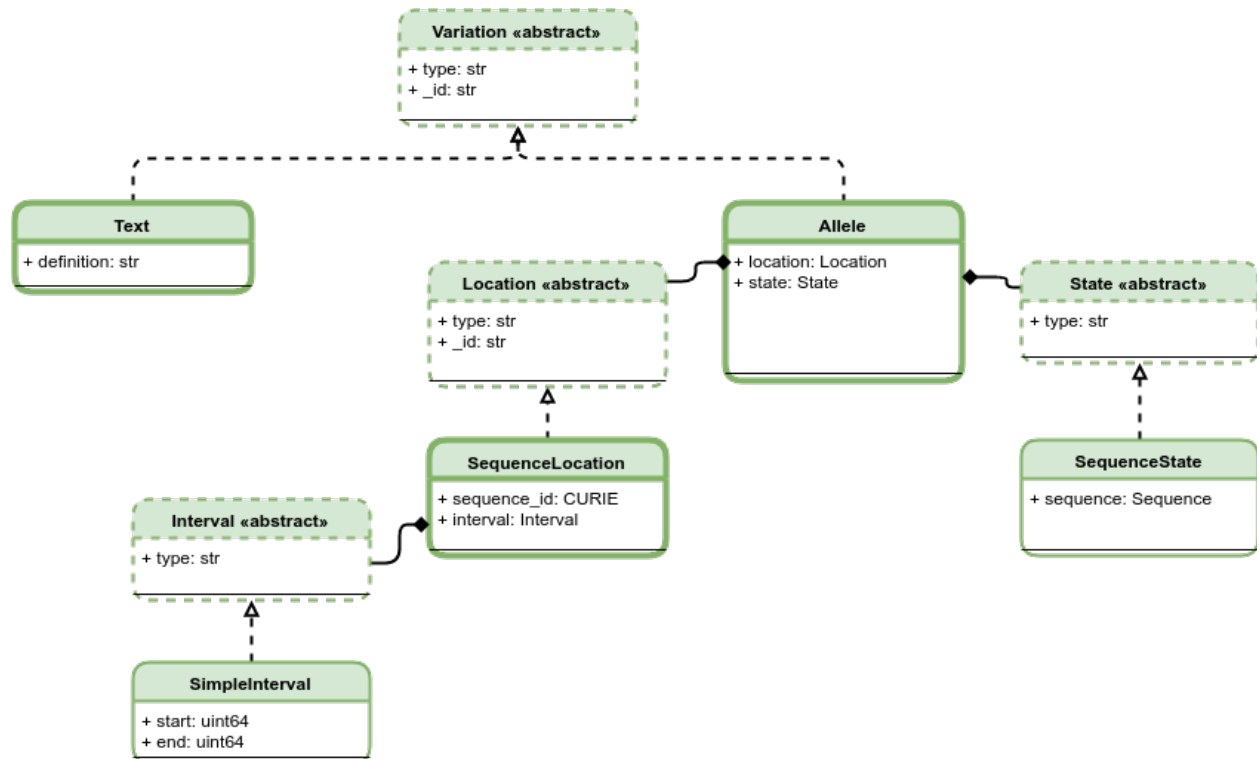 Variation «abstract»
+ type: str
+ _id: str
Text
+ definition: str
Allele
+ location: Location
+ state: State
Location «abstract»
+ type: str
+ _id: str
State «abstract»
+ type: str
SequenceLocation
+ sequence_id: CURIE
+ interval: Interval
SequenceState
+ sequence: Sequence
Interval «abstract»
+ type: str
SimpleInterval
+ start: uint64
+ end: uint64